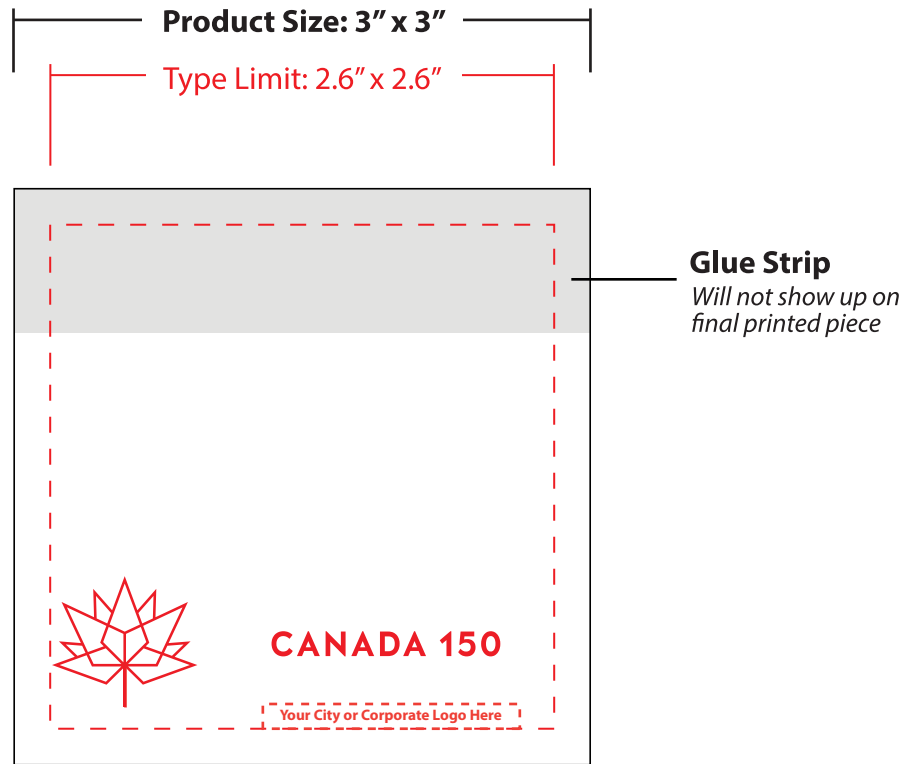 Product Size: 3” x 3”
Type Limit: 2.6” x 2.6”
Glue Strip
Will not show up on
final printed piece
CANADA 150
Your City or Corporate Logo Here